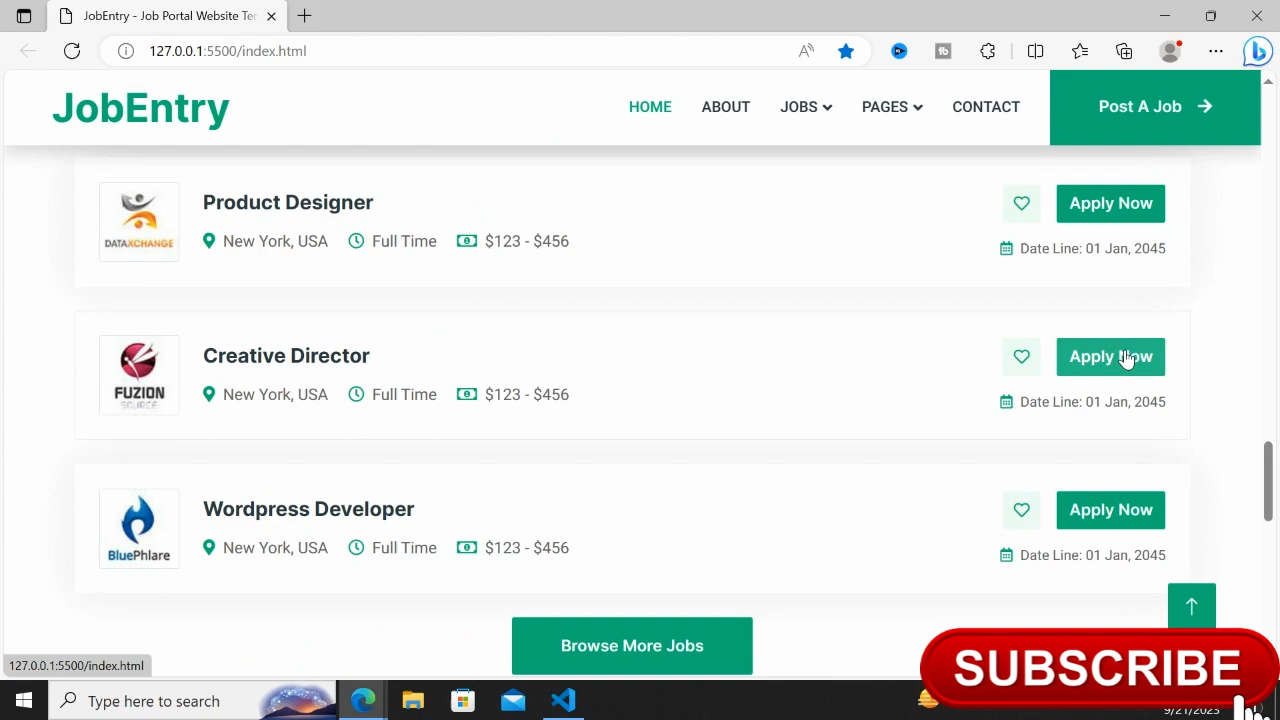 JobEntry - Job Portal Website Ter
127.0.0.1:5500/index.html
JobEntry
HOME
ABOUT
JOBS
PAGES
CONTACT
Post A Job
DATAXCHANGE
Product Designer
New York, USA
Full Time
$123 - $456
Apply Now
Date Line: 01 Jan, 2045
FUZION
SOURCE
Creative Director
New York, USA
Full Time
$123 - $456
Apply Now
Date Line: 01 Jan, 2045
BluePhlare
Wordpress Developer
New York, USA
Full Time
$123 - $456
Apply Now
Date Line: 01 Jan, 2045
Browse More Jobs
127.0.0.1:5500/index.html
SUBSCRIBE
Type here to search
9/21/2023